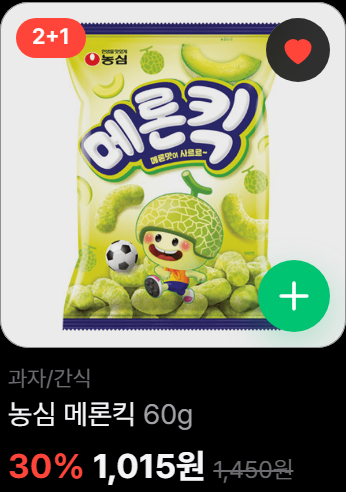 2+1
농심
메론킥
메론맛이 사르르~
과자/간식
농심 메론킥 60g
30% 1,015원 1,450원